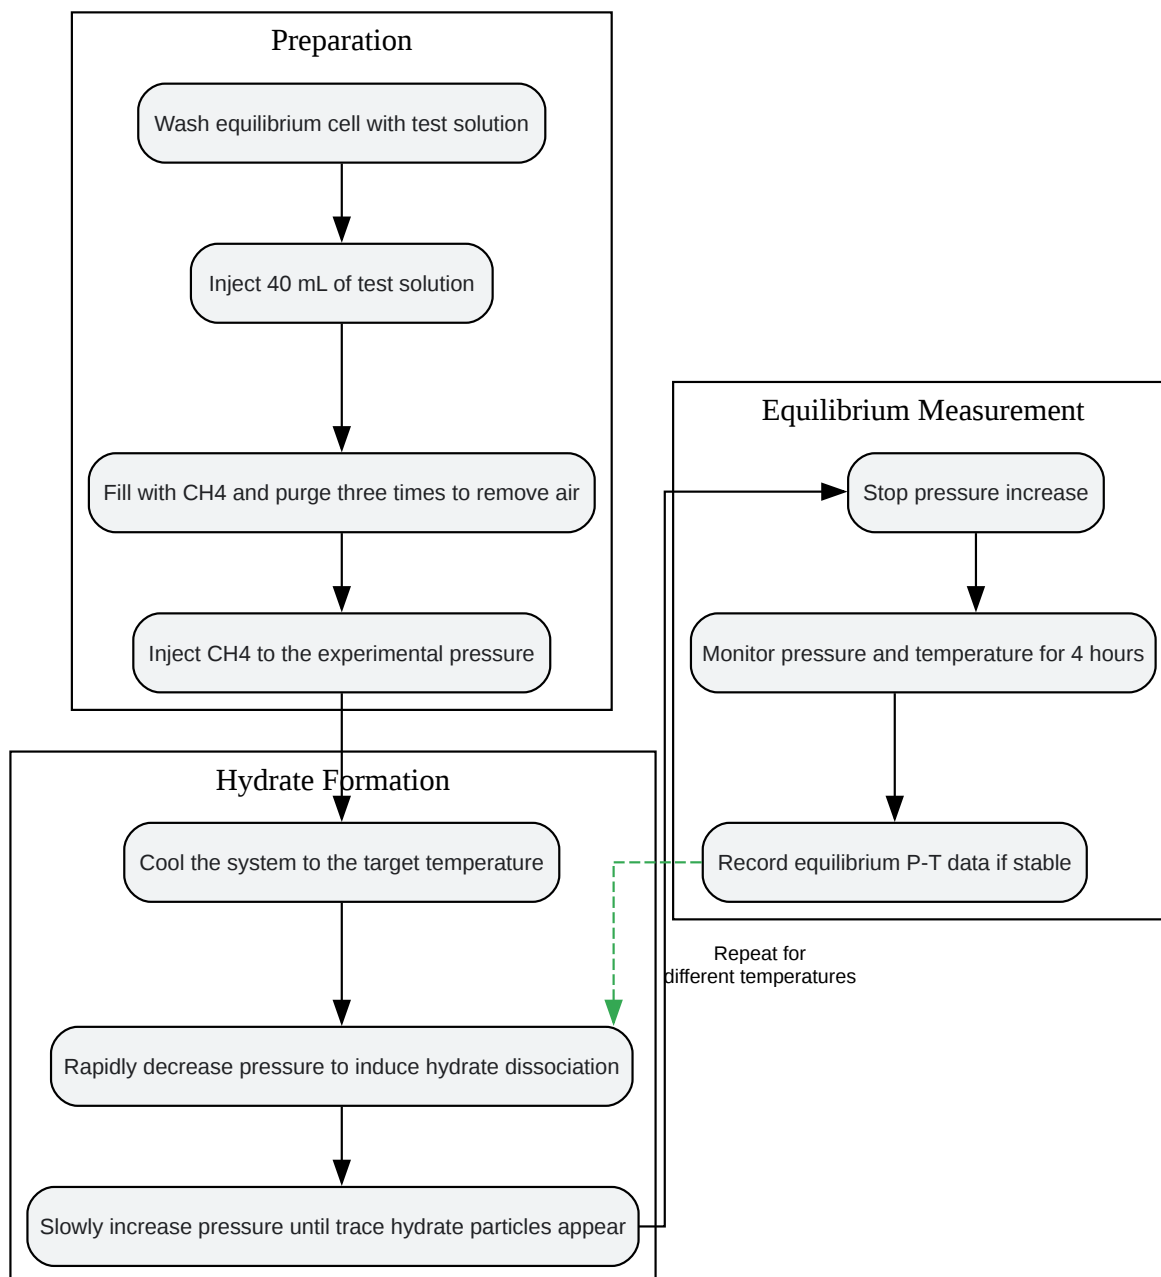 Preparation
Wash equilibrium cell with test solution
Inject 40 mL of test solution
Fill with CH4 and purge three times to remove air
Inject CH4 to the experimental pressure
Hydrate Formation
Cool the system to the target temperature
Rapidly decrease pressure to induce hydrate dissociation
Slowly increase pressure until trace hydrate particles appear
Equilibrium Measurement
Stop pressure increase
Monitor pressure and temperature for 4 hours
Record equilibrium P-T data if stable
Repeat for
different temperatures